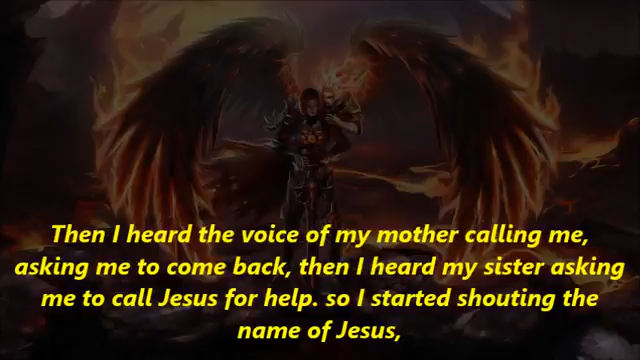 Then I heard the voice of my mother calling me,
asking me to come back, then I heard my sister asking
me to call Jesus for help. so I started shouting the
name of Jesus,